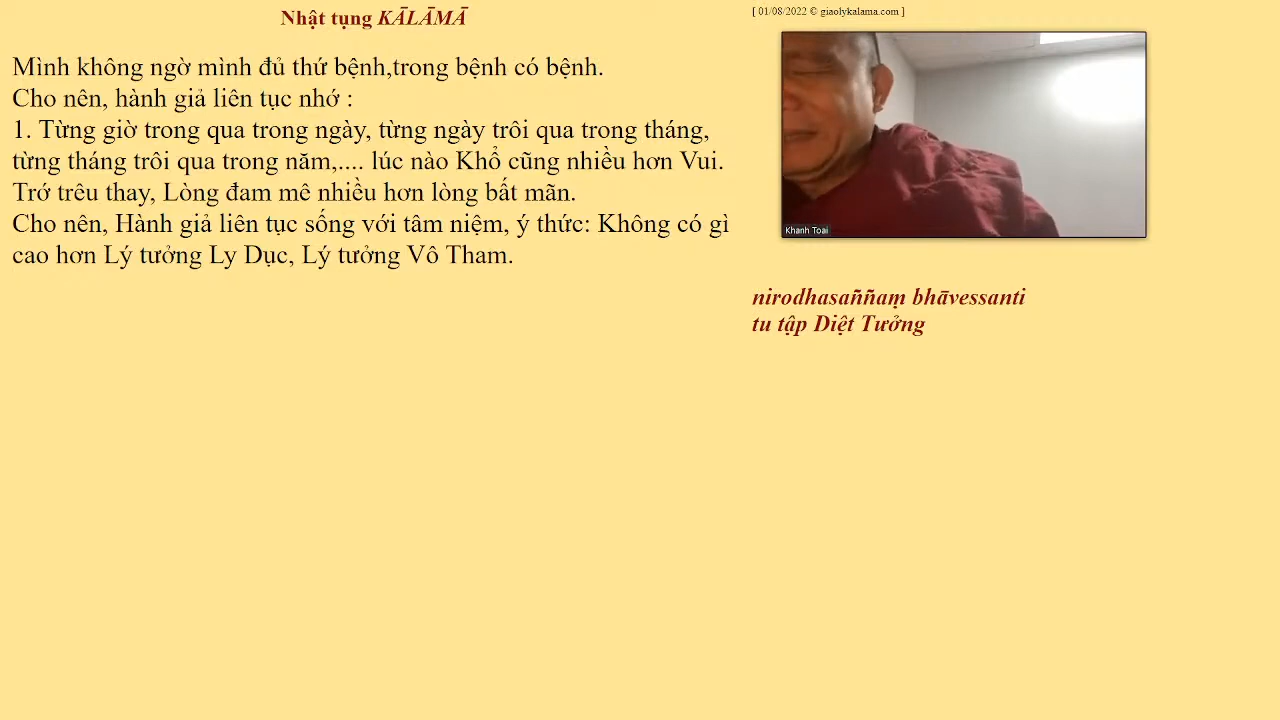 Nhật tụng KĀLĀMĀ
[ 01/08/2022 © giaolykalama.com ]
Mình không ngờ mình đủ thứ bệnh,trong bệnh có bệnh.
Cho nên, hành giả liên tục nhớ :
1. Từng giờ trong qua trong ngày, từng ngày trôi qua trong tháng,
từng tháng trôi qua trong năm,.... lúc nào Khổ cũng nhiều hơn Vui.
Trớ trêu thay, Lòng đam mê nhiều hơn lòng bất mãn.
Cho nên, Hành giả liên tục sống với tâm niệm, ý thức: Không có gì
cao hơn Lý tưởng Ly Dục, Lý tưởng Vô Tham.
Khanh Toai
nirodhasaññaṃ bhāvessanti
tu tập Diệt Tưởng